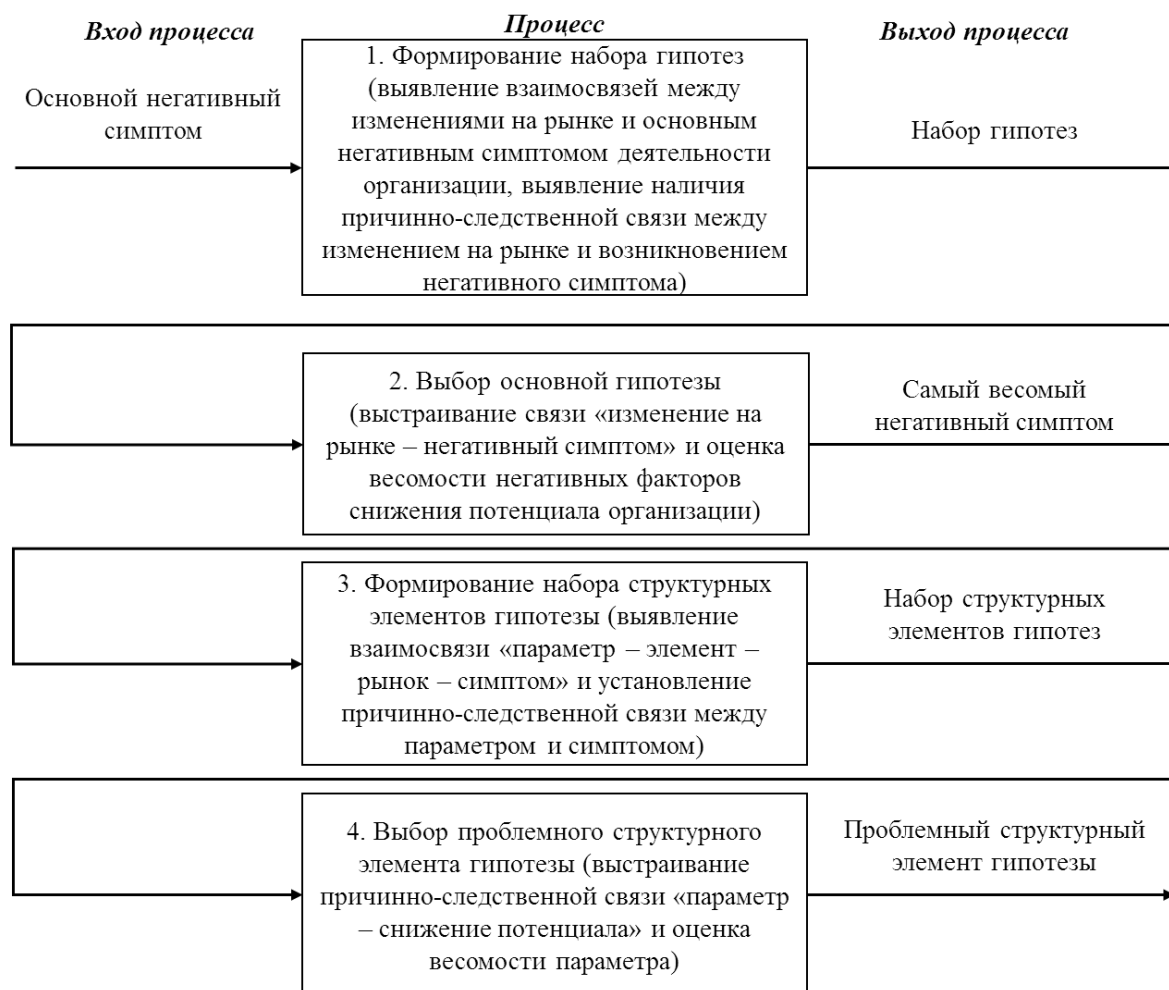 Вход процесса
Процесс
Выход процесса
Основной негативный
симптом
1. Формирование набора гипотез
(выявление взаимосвязей между
изменениями на рынке и основным
негативным симптомом деятельности
организации, выявление наличия
причинно-следственной связи между
изменением на рынке и возникновением
негативного симптома)
Набор гипотез
2. Выбор основной гипотезы
(выстраивание связи «изменение на
рынке – негативный симптом» и оценка
весомости негативных факторов
снижения потенциала организации)
Самый весомый
негативный симптом
3. Формирование набора структурных
элементов гипотезы (выявление
взаимосвязи «параметр – элемент –
рынок – симптом» и установление
причинно-следственной связи между
параметром и симптомом)
Набор структурных
элементов гипотез
4. Выбор проблемного структурного
элемента гипотезы (выстраивание
причинно-следственной связи «параметр
– снижение потенциала» и оценка
весомости параметра)
Проблемный структурный
элемент гипотезы